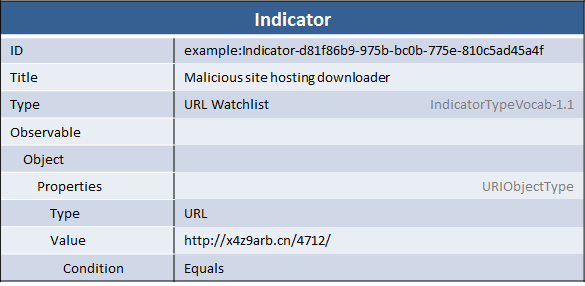 Indicator
ID example:Indicator-d81f86b9-975b-bc0b-775e-810c5ad45a4f
Title Malicious site hosting downloader
Type URL Watchlist IndicatorTypeVocab-1.1
Observable
Object
Properties URIObjectType
Type URL
Value http://x4z9arb.cn/4712/
Condition Equals